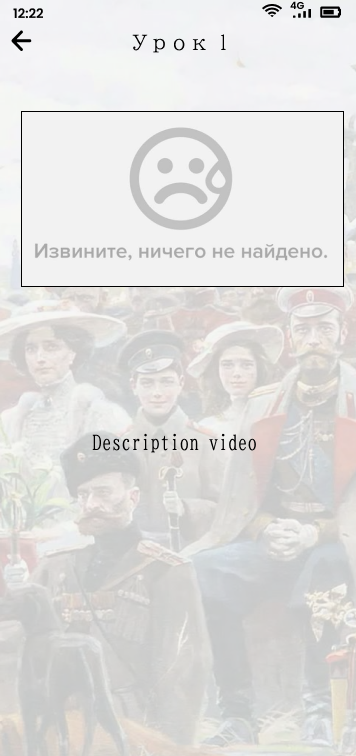 12:22
4G
Урок 1
Извините, ничего не найдено.
Description video